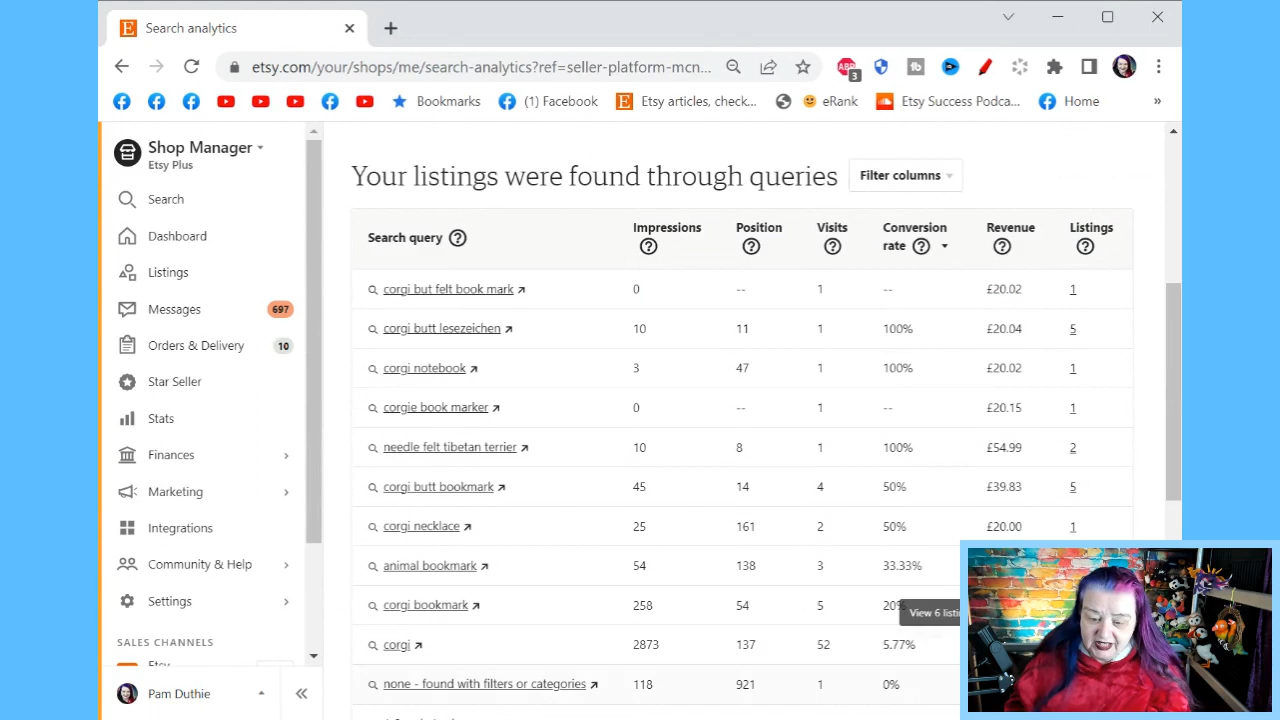 Search analytics
etsy.com/your/shops/me/search-analytics?ref=seller-platform-mcn...
ABP 3 tb
Bookmarks (1) Facebook Etsy articles, check... eRank Etsy Success Podca... Home »
Shop Manager
Etsy Plus
Search
Dashboard
Listings
Messages 697
Orders & Delivery 10
Star Seller
Stats
Finances
Marketing
Integrations
Community & Help
Settings
SALES CHANNELS
Etsy
Pam Duthie
Your listings were found through queries Filter columns
Search query Impressions Position Visits Conversion rate Revenue Listings
corgi but felt book mark 0 -- 1 -- £20.02 1
corgi butt lesezeichen 10 11 1 100% £20.04 5
corgi notebook 3 47 1 100% £20.02 1
corgie book marker 0 -- 1 -- £20.15 1
needle felt tibetan terrier 10 8 1 100% £54.99 2
corgi butt bookmark 45 14 4 50% £39.83 5
corgi necklace 25 161 2 50% £20.00 1
animal bookmark 54 138 3 33.33%
corgi bookmark 258 54 5 20%
View 6 listi
corgi 2873 137 52 5.77%
none - found with filters or categories 118 921 1 0%